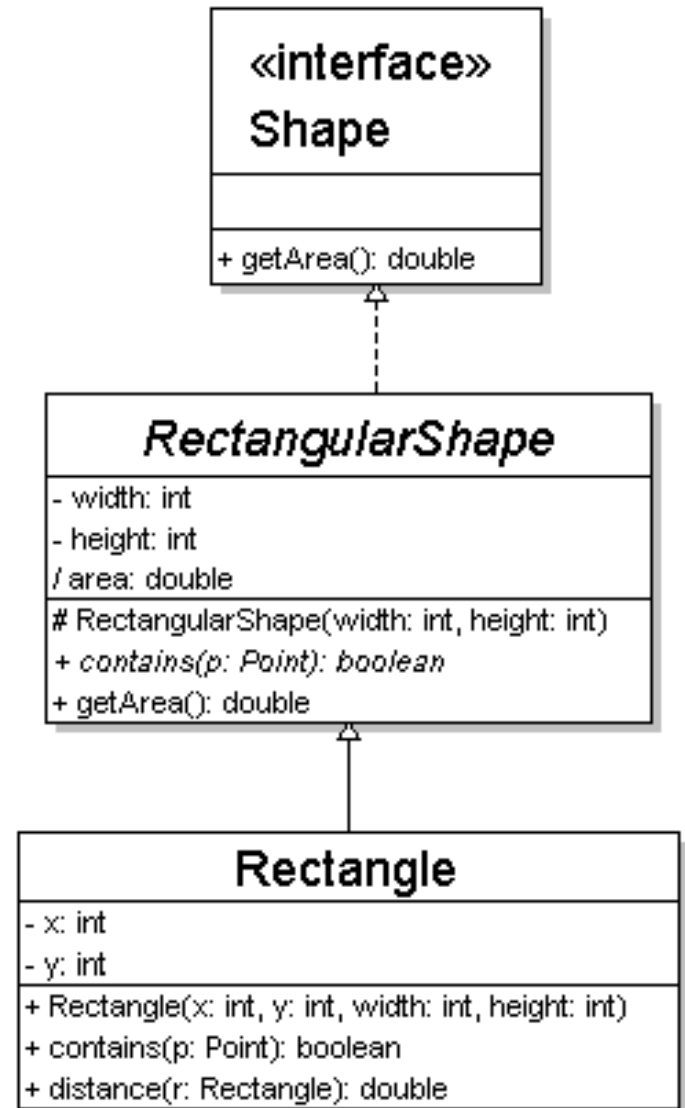 «interface»
Shape
+ getArea(): double
RectangularShape
- width: int
- height: int
/ area: double
# RectangularShape(width: int, height: int)
+ contains(p: Point): boolean
+ getArea(): double
Rectangle
- x: int
- y: int
+ Rectangle(x: int, y: int, width: int, height: int)
+ contains(p: Point): boolean
+ distance(r: Rectangle): double